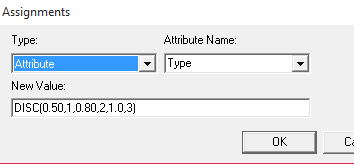 Assignments
Type: Attribute Name:
Attribute Type
New Value:
DISC(0.50,1,0.80,2,1.0,3)
OK Ca